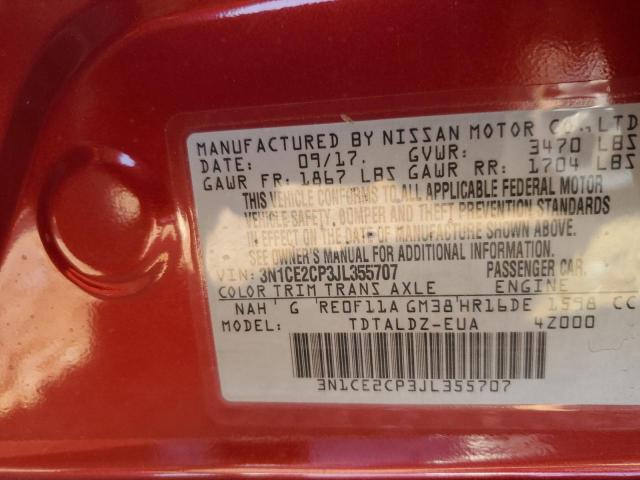 MANUFACTURED BY NISSAN MOTOR CO., LTD
DATE: 09/17. GVWR: 3470 LBS
GAWR FR: 1867 LBS GAWR RR: 1704 LBS
THIS VEHICLE CONFORMS TO ALL APPLICABLE FEDERAL MOTOR
VEHICLE SAFETY, BUMPER AND THEFT PREVENTION STANDARDS
IN EFFECT ON THE DATE OF MANUFACTURE SHOWN ABOVE.
SEE OWNER'S MANUAL FOR ADDITIONAL INFORMATION.
VIN: 3N1CE2CP3JL355707 PASSENGER CAR.
COLOR TRIM TRANS AXLE ENGINE
NAH G RE0F11A GM38 HR16DE 1598 CC
MODEL: TDTALDZ-EUA 4Z000
3N1CE2CP3JL355707